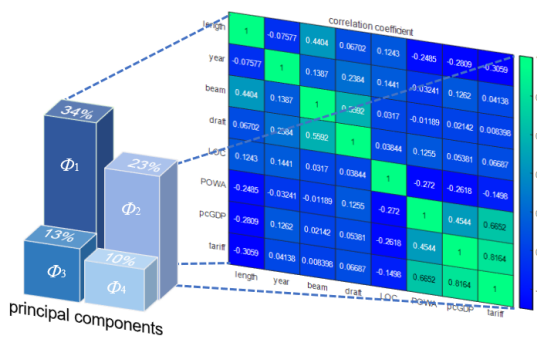 correlation coefficient
length 1 -0.07577 0.4404 0.06702 0.1243 -0.2485 -0.2809 -0.3059
year -0.07577 1 0.1387 0.2384 0.1441 -0.03241 0.1262 0.04138
beam 0.4404 0.1387 1 0.5592 0.0317 -0.01189 0.02142 0.008398
draft 0.06702 0.2384 0.5592 1 0.03844 0.1255 0.05381 0.06687
LOC 0.1243 0.1441 0.0317 0.03844 1 -0.272 -0.2618 -0.1498
POWA -0.2485 -0.03241 -0.01189 0.1255 -0.272 1 0.4544 0.6652
pcGDP -0.2809 0.1262 0.02142 0.05381 -0.2618 0.4544 1 0.8164
tariff -0.3059 0.04138 0.008398 0.06687 -0.1498 0.6652 0.8164 1
length year beam draft LOC POWA pcGDP tariff
34%
Φ1
23%
Φ2
13%
Φ3
10%
Φ4
principal components